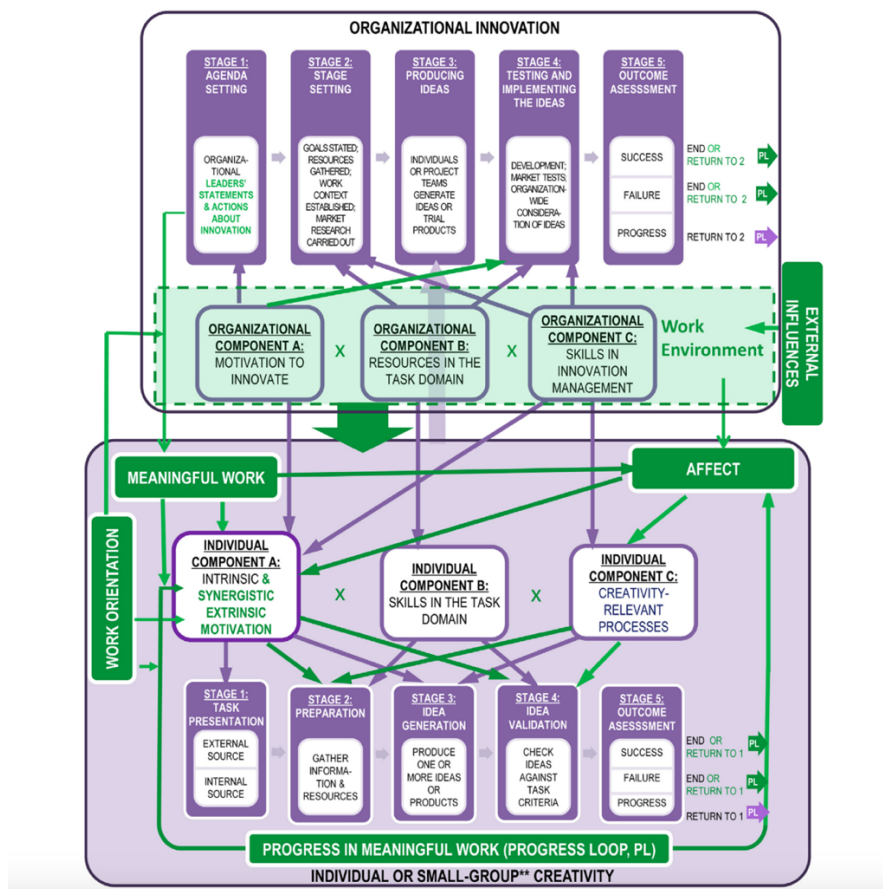 ORGANIZATIONAL INNOVATION
STAGE 1:
AGENDA
SETTING
ORGANIZA-
TIONAL
LEADERS'
STATEMENTS
& ACTIONS
ABOUT
INNOVATION
STAGE 2:
STAGE
SETTING
GOALS STATED;
RESOURCES
GATHERED;
WORK
CONTEXT
ESTABLISHED;
MARKET
RESEARCH
CARRIED OUT
STAGE 3:
PRODUCING
IDEAS
INDIVIDUALS
OR PROJECT
TEAMS
GENERATE
IDEAS OR
TRIAL
PRODUCTS
STAGE 4:
TESTING AND
IMPLEMENTING
THE IDEAS
DEVELOPMENT;
MARKET TESTS;
ORGANIZATION-
WIDE
CONSIDERA-
TION OF IDEAS
STAGE 5:
OUTCOME
ASESSSMENT
SUCCESS
FAILURE
PROGRESS
END OR
RETURN TO 2
PL
END OR
RETURN TO 2
PL
RETURN TO 2
PL
EXTERNAL
INFLUENCES
ORGANIZATIONAL
COMPONENT A:
MOTIVATION TO
INNOVATE
X
ORGANIZATIONAL
COMPONENT B:
RESOURCES IN THE
TASK DOMAIN
X
ORGANIZATIONAL
COMPONENT C:
SKILLS IN
INNOVATION
MANAGEMENT
Work
Environment
MEANINGFUL WORK
AFFECT
WORK ORIENTATION
INDIVIDUAL
COMPONENT A:
INTRINSIC &
SYNERGISTIC
EXTRINSIC
MOTIVATION
X
INDIVIDUAL
COMPONENT B:
SKILLS IN THE TASK
DOMAIN
X
INDIVIDUAL
COMPONENT C:
CREATIVITY-
RELEVANT
PROCESSES
STAGE 1:
TASK
PRESENTATION
EXTERNAL
SOURCE
INTERNAL
SOURCE
STAGE 2:
PREPARATION
GATHER
INFORMA-
TION &
RESOURCES
STAGE 3:
IDEA
GENERATION
PRODUCE
ONE OR
MORE IDEAS
OR
PRODUCTS
STAGE 4:
IDEA
VALIDATION
CHECK
IDEAS
AGAINST
TASK
CRITERIA
STAGE 5:
OUTCOME
ASESSSMENT
SUCCESS
FAILURE
PROGRESS
END OR
RETURN TO 1
PL
END OR
RETURN TO 1
PL
RETURN TO 1
PL
PROGRESS IN MEANINGFUL WORK (PROGRESS LOOP, PL)
INDIVIDUAL OR SMALL-GROUP** CREATIVITY